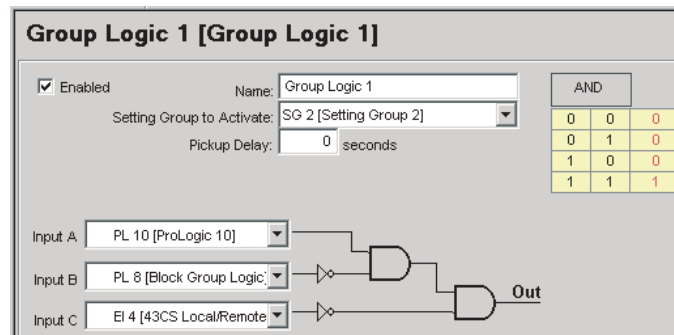 Group Logic 1 [Group Logic 1]
Enabled
Name: Group Logic 1
Setting Group to Activate: SG 2 [Setting Group 2]
Pickup Delay: 0 seconds
AND
0 0 0
0 1 0
1 0 0
1 1 1
Input A PL 10 [ProLogic 10]
Input B PL 8 [Block Group Logic]
Input C EI 4 [43CS Local/Remote
Out